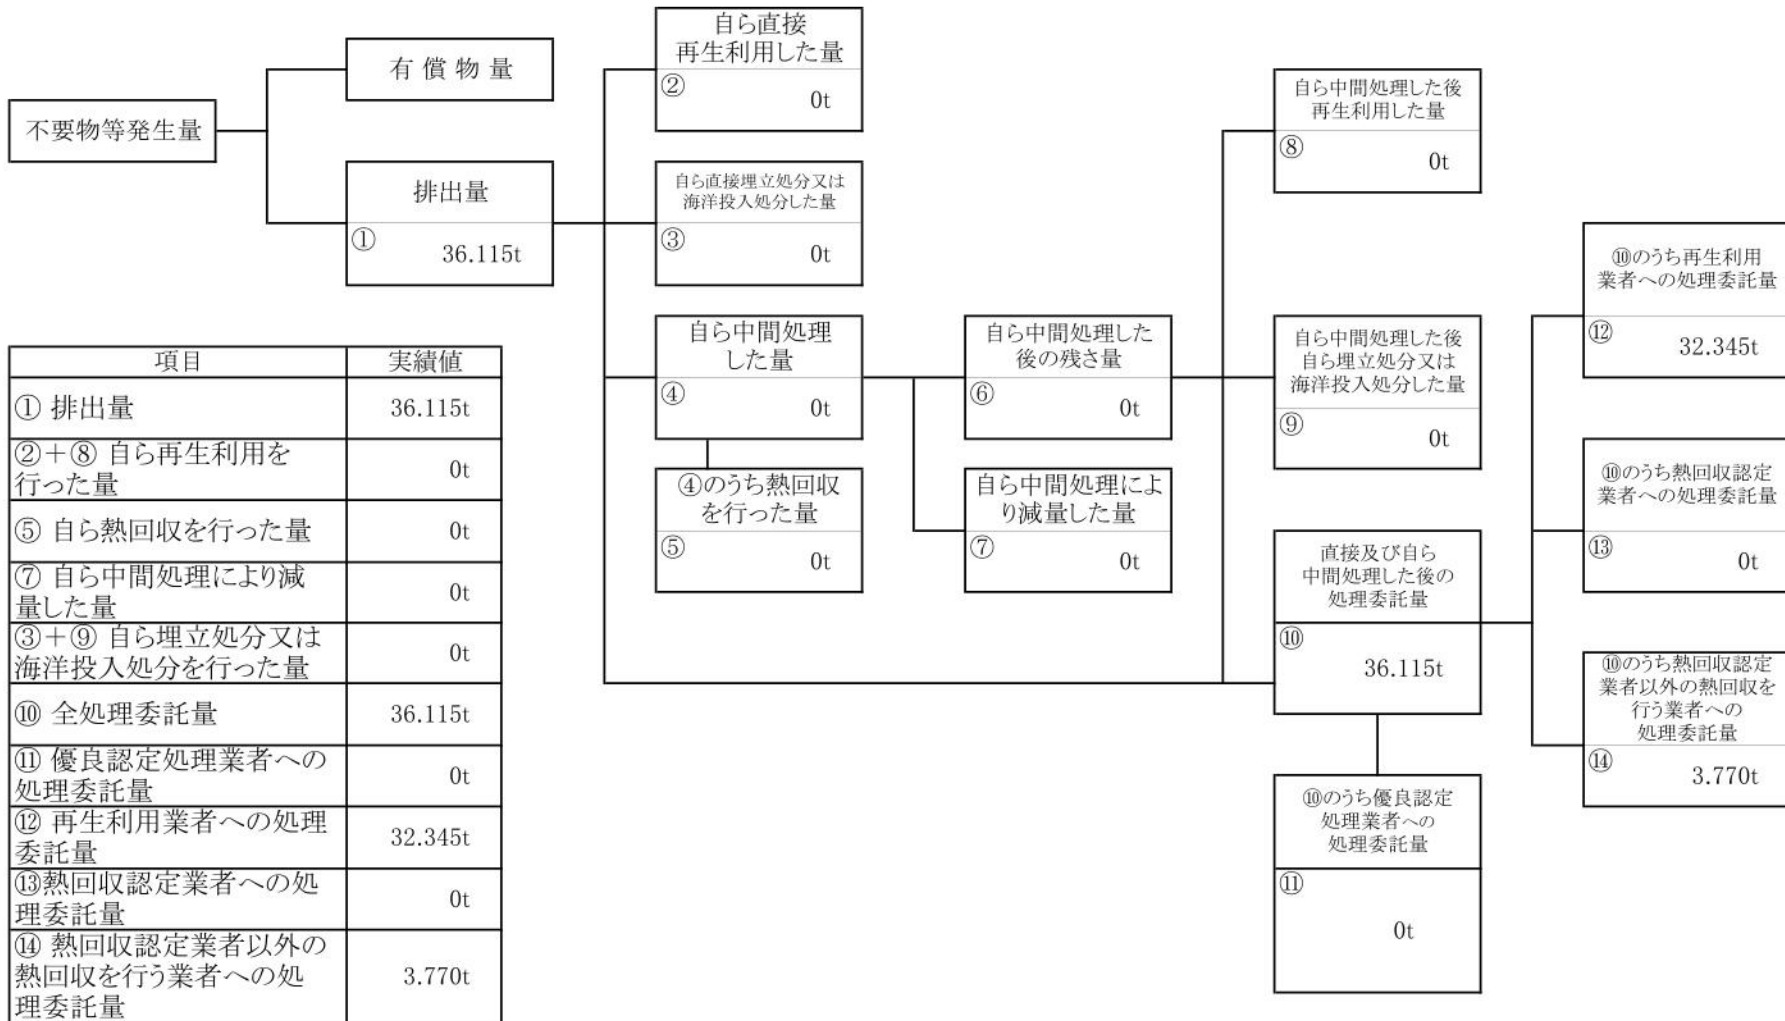 不要物等発生量
有償物量
排出量
①
36.115t
自ら直接
再生利用した量
②
0t
自ら直接埋立処分又は
海洋投入処分した量
③
0t
自ら中間処理
した量
④
0t
④のうち熱回収
を行った量
⑤
0t
自ら中間処理した
後の残さ量
⑥
0t
自ら中間処理によ
り減量した量
⑦
0t
自ら中間処理した後
再生利用した量
⑧
0t
自ら中間処理した後
自ら埋立処分又は
海洋投入処分した量
⑨
0t
直接及び自ら
中間処理した後の
処理委託量
⑩
36.115t
⑩のうち優良認定
処理業者への
処理委託量
⑪
0t
⑩のうち再生利用
業者への処理委託量
⑫
32.345t
⑩のうち熱回収認定
業者への処理委託量
⑬
0t
⑩のうち熱回収認定
業者以外の熱回収を
行う業者への
処理委託量
⑭
3.770t
項目 実績値
① 排出量 36.115t
②＋⑧ 自ら再生利用を
行った量 0t
⑤ 自ら熱回収を行った量 0t
⑦ 自ら中間処理により減
量した量 0t
③＋⑨ 自ら埋立処分又は
海洋投入処分を行った量 0t
⑩ 全処理委託量 36.115t
⑪ 優良認定処理業者への
処理委託量 0t
⑫ 再生利用業者への処理
委託量 32.345t
⑬熱回収認定業者への処
理委託量 0t
⑭ 熱回収認定業者以外の
熱回収を行う業者への処
理委託量 3.770t